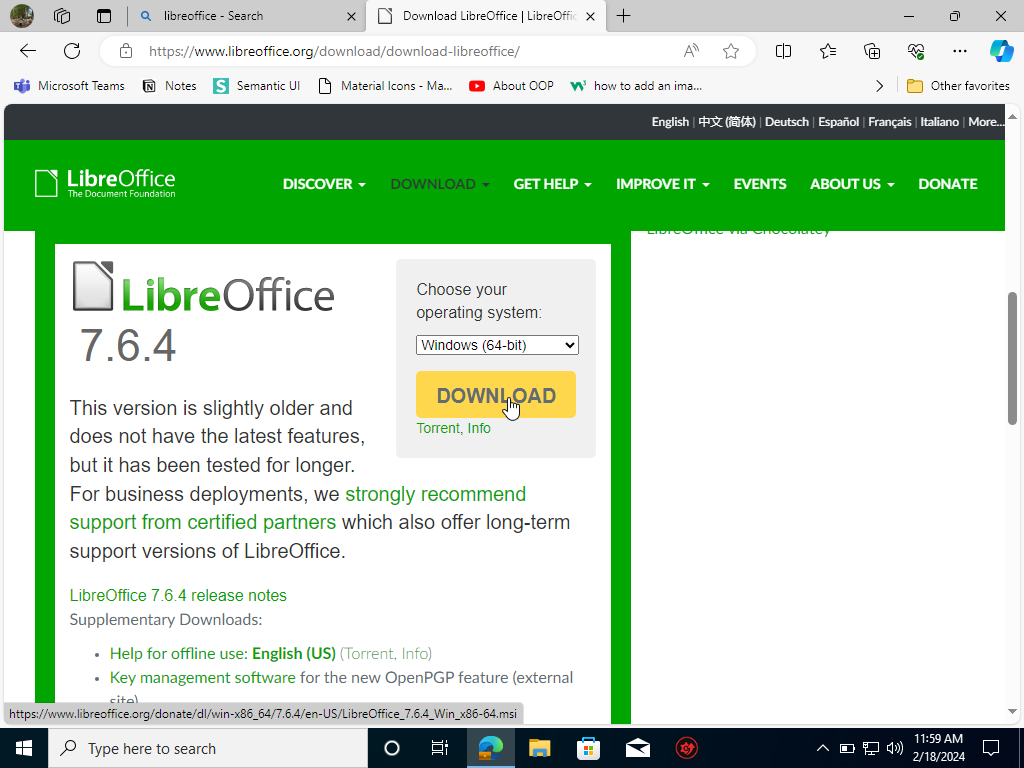 libreoffice - Search
Download LibreOffice | LibreOffic
https://www.libreoffice.org/download/download-libreoffice/
Microsoft Teams
Notes
Semantic UI
Material Icons - Ma...
About OOP
how to add an ima...
Other favorites
English | 中文 (简体) | Deutsch | Español | Français | Italiano | More...
LibreOffice
The Document Foundation
DISCOVER
DOWNLOAD
GET HELP
IMPROVE IT
EVENTS
ABOUT US
DONATE
LibreOffice via Chocolatey
LibreOffice
7.6.4
Choose your
operating system:
Windows (64-bit)
DOWNLOAD
Torrent, Info
This version is slightly older and
does not have the latest features,
but it has been tested for longer.
For business deployments, we strongly recommend
support from certified partners which also offer long-term
support versions of LibreOffice.
LibreOffice 7.6.4 release notes
Supplementary Downloads:
• Help for offline use: English (US) (Torrent, Info)
• Key management software for the new OpenPGP feature (external
site)
https://www.libreoffice.org/donate/dl/win-x86_64/7.6.4/en-US/LibreOffice_7.6.4_Win_x86-64.msi
Type here to search
11:59 AM
2/18/2024